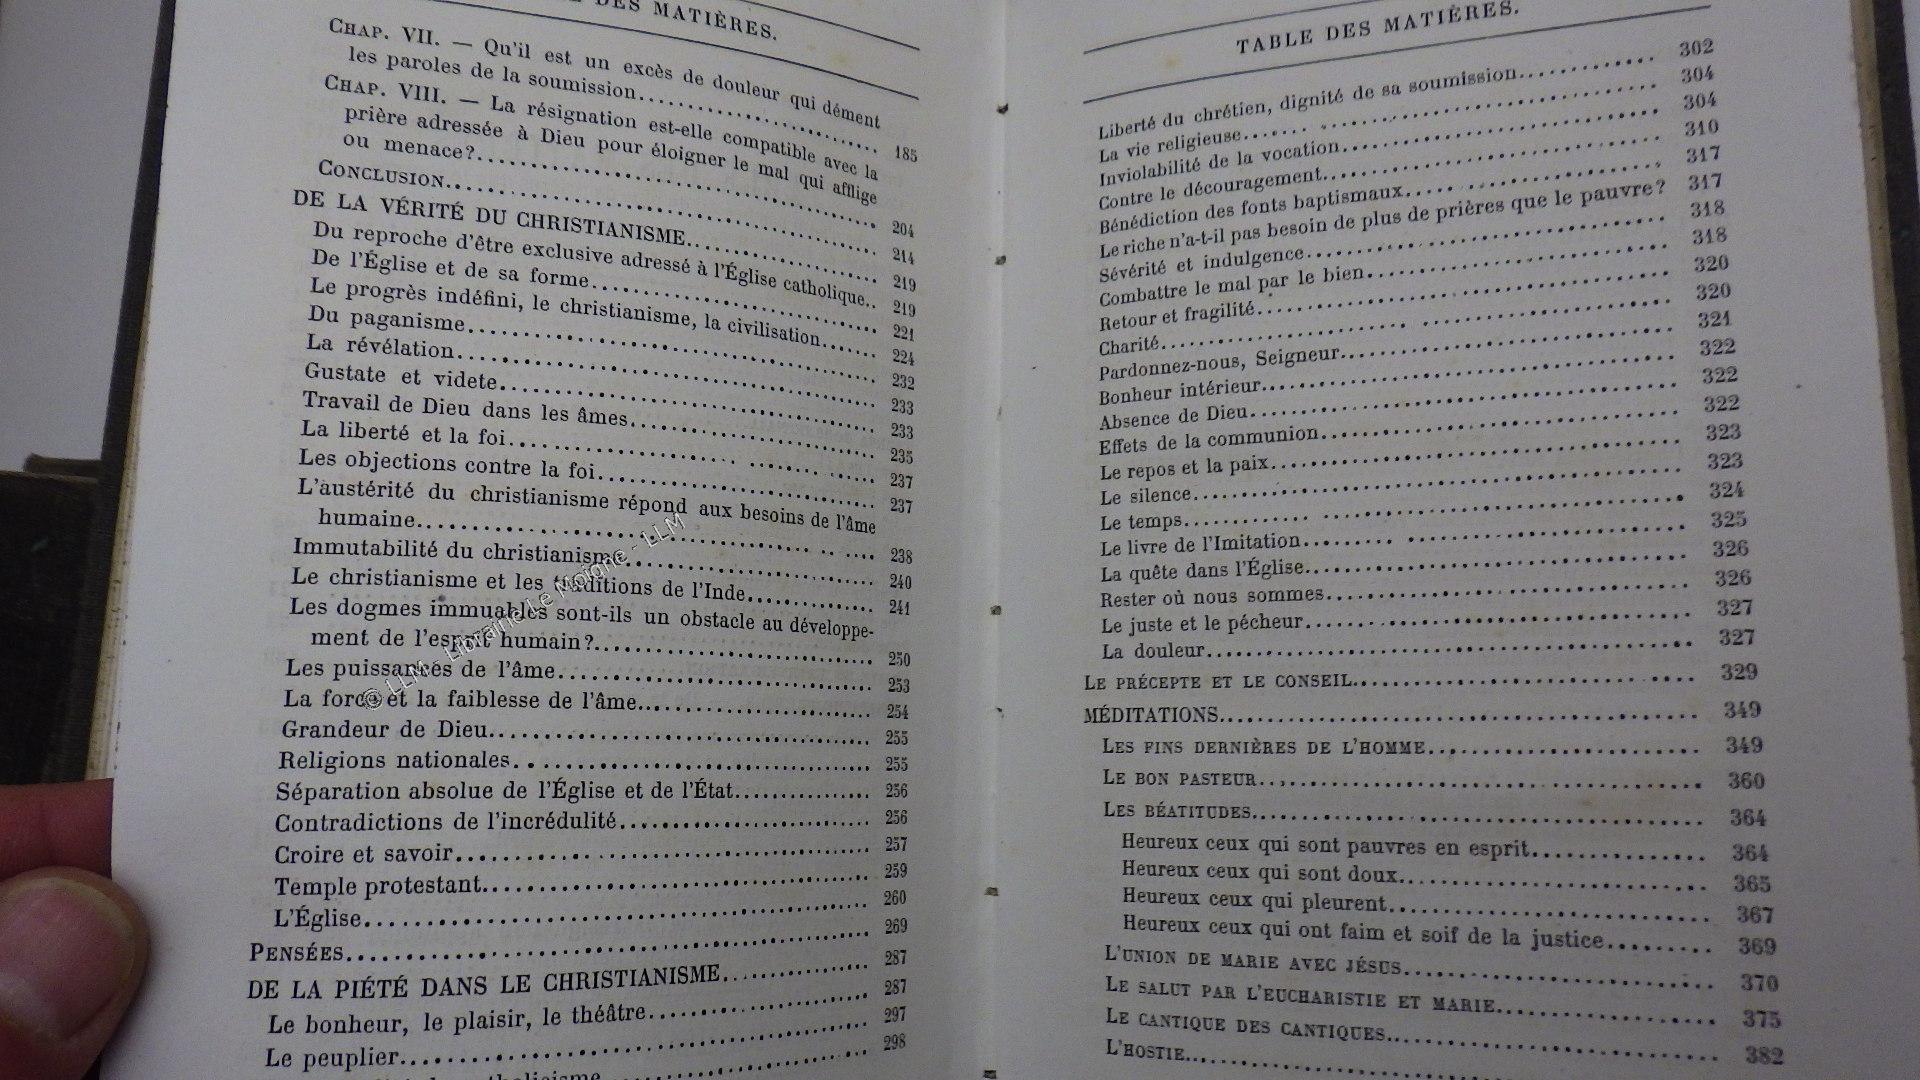 DES MATIÈRES.
CHAP. VII. — Qu'il est un excès de douleur qui dément
les paroles de la soumission........ 185
CHAP. VIII. — La résignation est-elle compatible avec la
prière adressée à Dieu pour éloigner le mal qui afflige
ou menace?........ 204
CONCLUSION........ 214
DE LA VÉRITÉ DU CHRISTIANISME........ 219
Du reproche d'être exclusive adressé à l'Église catholique.. 219
De l'Église et de sa forme........ 221
Le progrès indéfini, le christianisme, la civilisation....... 224
Du paganisme........ 232
La révélation........ 233
Gustate et videte........ 233
Travail de Dieu dans les âmes........ 235
La liberté et la foi........ 237
Les objections contre la foi........ 237
L'austérité du christianisme répond aux besoins de l'âme
humaine........ 238
Immutabilité du christianisme........ 240
Le christianisme et les traditions de l'Inde........ 241
Les dogmes immuables sont-ils un obstacle au développe-
ment de l'esprit humain?........ 250
Les puissances de l'âme........ 253
La force et la faiblesse de l'âme........ 254
Grandeur de Dieu........ 255
Religions nationales........ 255
Séparation absolue de l'Église et de l'État........ 256
Contradictions de l'incrédulité........ 256
Croire et savoir........ 257
Temple protestant........ 259
L'Église........ 260
PENSÉES........ 269
DE LA PIÉTÉ DANS LE CHRISTIANISME........ 287
Le bonheur, le plaisir, le théâtre........ 287
Le peuplier........ 297
catholicisme........ 298
© LLM - Librairie Le Moigne - LLM
TABLE DES MATIÈRES.
Liberté du chrétien, dignité de sa soumission........ 302
La vie religieuse........ 304
Inviolabilité de la vocation........ 304
Contre le découragement........ 310
Bénédiction des fonts baptismaux........ 317
Le riche n'a-t-il pas besoin de plus de prières que le pauvre? 317
Sévérité et indulgence........ 318
Combattre le mal par le bien........ 318
Retour et fragilité........ 320
Charité........ 320
Pardonnez-nous, Seigneur........ 321
Bonheur intérieur........ 322
Absence de Dieu........ 322
Effets de la communion........ 322
Le repos et la paix........ 323
Le silence........ 323
Le temps........ 324
Le livre de l'Imitation........ 325
La quête dans l'Église........ 326
Rester où nous sommes........ 326
Le juste et le pécheur........ 327
La douleur........ 327
LE PRÉCEPTE ET LE CONSEIL........ 329
MÉDITATIONS........ 349
LES FINS DERNIÈRES DE L'HOMME........ 349
LE BON PASTEUR........ 360
LES BÉATITUDES........ 364
Heureux ceux qui sont pauvres en esprit........ 364
Heureux ceux qui sont doux........ 365
Heureux ceux qui pleurent........ 367
Heureux ceux qui ont faim et soif de la justice........ 369
L'UNION DE MARIE AVEC JÉSUS........ 370
LE SALUT PAR L'EUCHARISTIE ET MARIE........ 375
LE CANTIQUE DES CANTIQUES........ 382
L'HOSTIE........